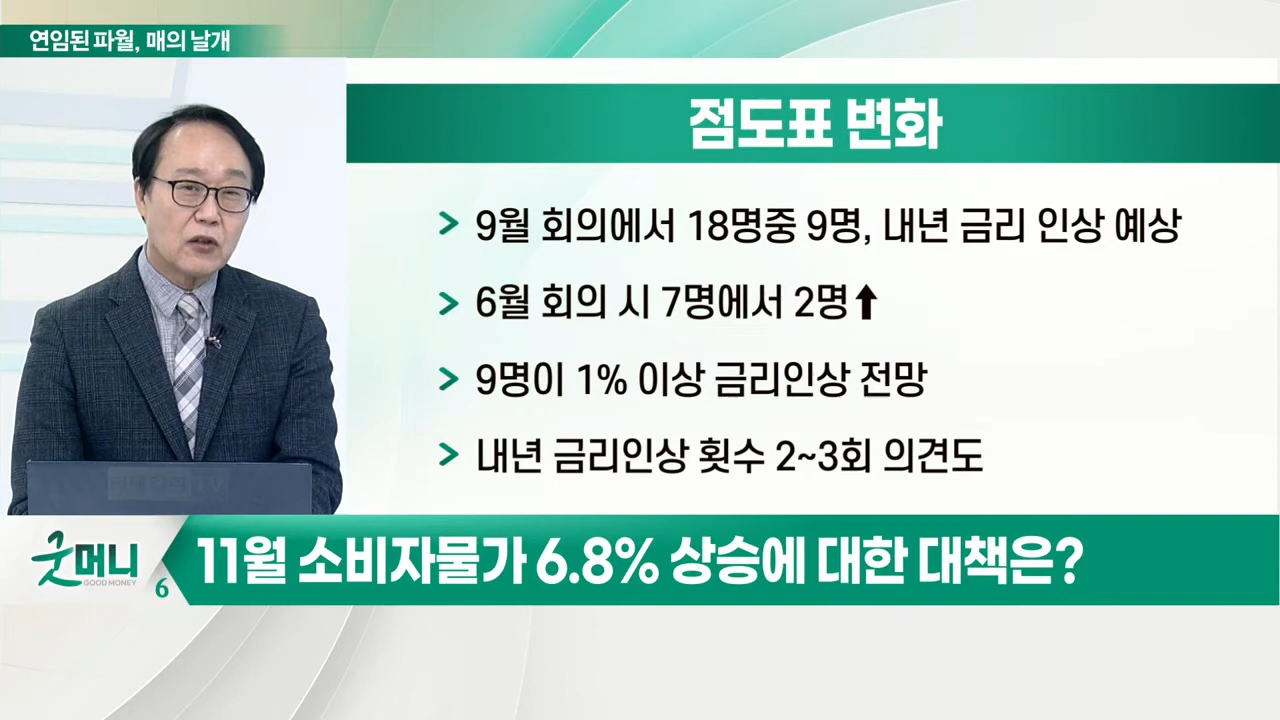 연임된 파월, 매의 날개
점도표 변화
> 9월 회의에서 18명중 9명, 내년 금리 인상 예상
> 6월 회의 시 7명에서 2명⬆
> 9명이 1% 이상 금리인상 전망
> 내년 금리인상 횟수 2~3회 의견도
굿머니
GOOD MONEY
6
11월 소비자물가 6.8% 상승에 대한 대책은?